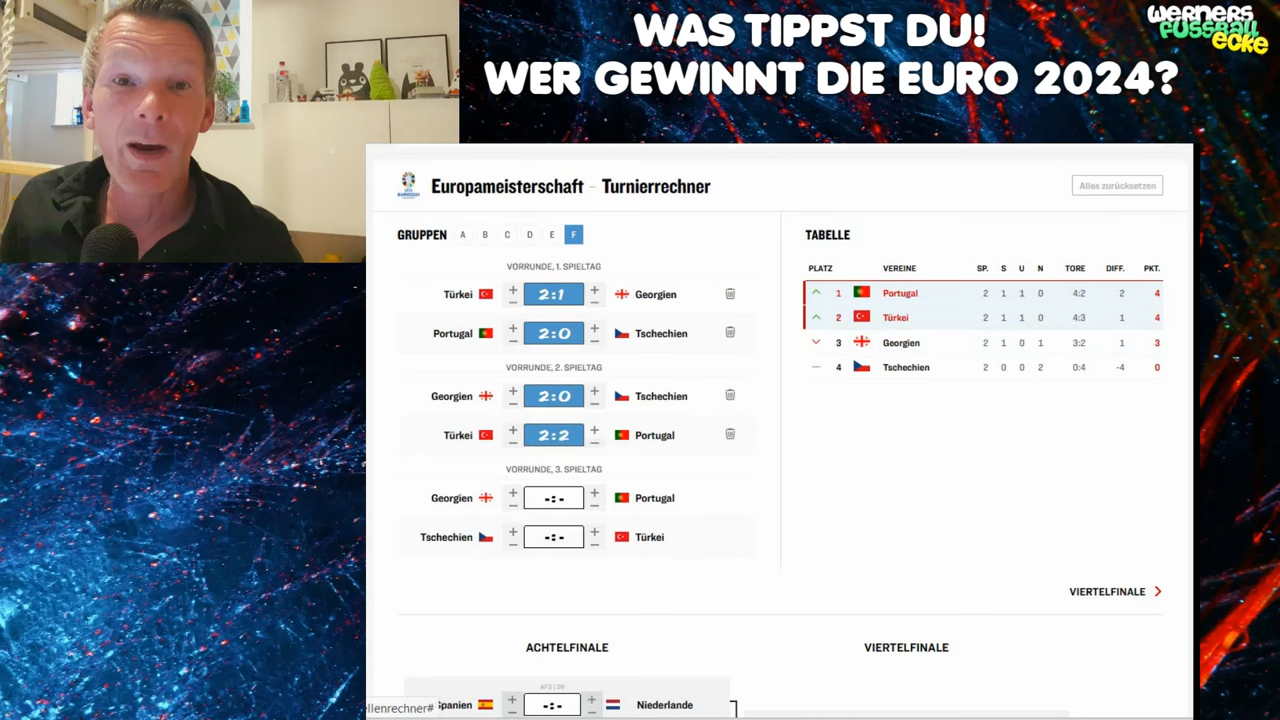 WAS TIPPST DU!
WER GEWINNT DIE EURO 2024?
WERNERS
FUSSBALL
ECKE
Europameisterschaft - Turnierrechner
Alles zurücksetzen
GRUPPEN A B C D E F
VORRUNDE, 1. SPIELTAG
Türkei + − 2:1 + − Georgien
Portugal + − 2:0 + − Tschechien
VORRUNDE, 2. SPIELTAG
Georgien + − 2:0 + − Tschechien
Türkei + − 2:2 + − Portugal
VORRUNDE, 3. SPIELTAG
Georgien + − -:- + − Portugal
Tschechien + − -:- + − Türkei
TABELLE
PLATZ VEREINE SP. S U N TORE DIFF. PKT.
1 Portugal 2 1 1 0 4:2 2 4
2 Türkei 2 1 1 0 4:3 1 4
3 Georgien 2 1 0 1 3:2 1 3
4 Tschechien 2 0 0 2 0:4 -4 0
VIERTELFINALE
ACHTELFINALE
VIERTELFINALE
Spanien + − -:- + − Niederlande
ellenrechner#